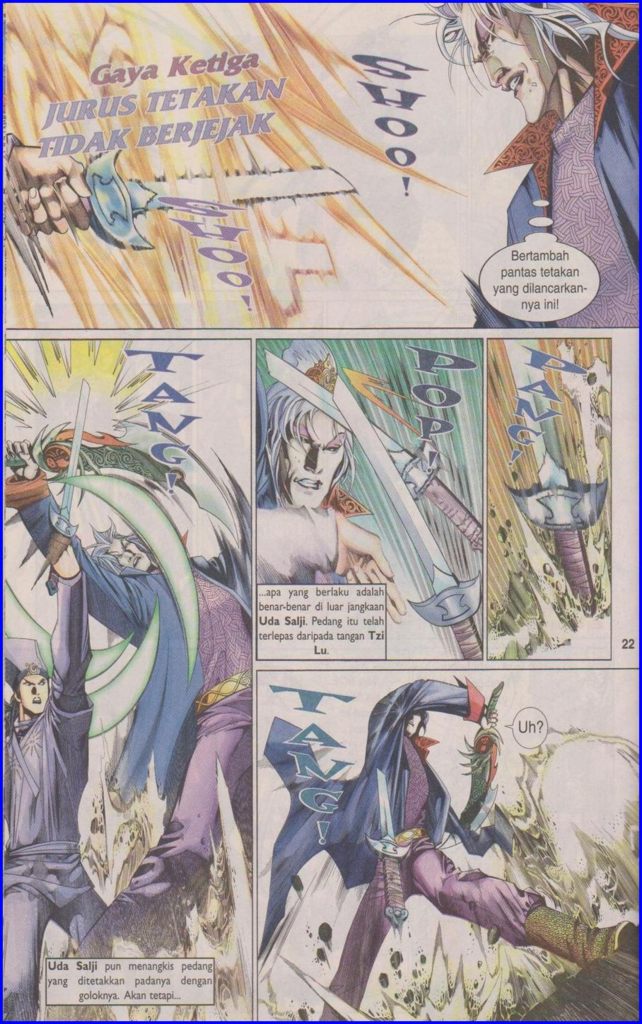 Gaya Ketiga
JURUS TETAKAN
TIDAK BERJEJAK
SHOO!
SHOO!
Bertambah
pantas tetakan
yang dilancarkan-
nya ini!
TANG!
Uda Salji pun menangkis pedang
yang ditetakkan padanya dengan
goloknya. Akan tetapi...
POP!
...apa yang berlaku adalah
benar-benar di luar jangkaan
Uda Salji. Pedang itu telah
terlepas daripada tangan Tzi
Lu.
PANG!
22
TANG!
Uh?